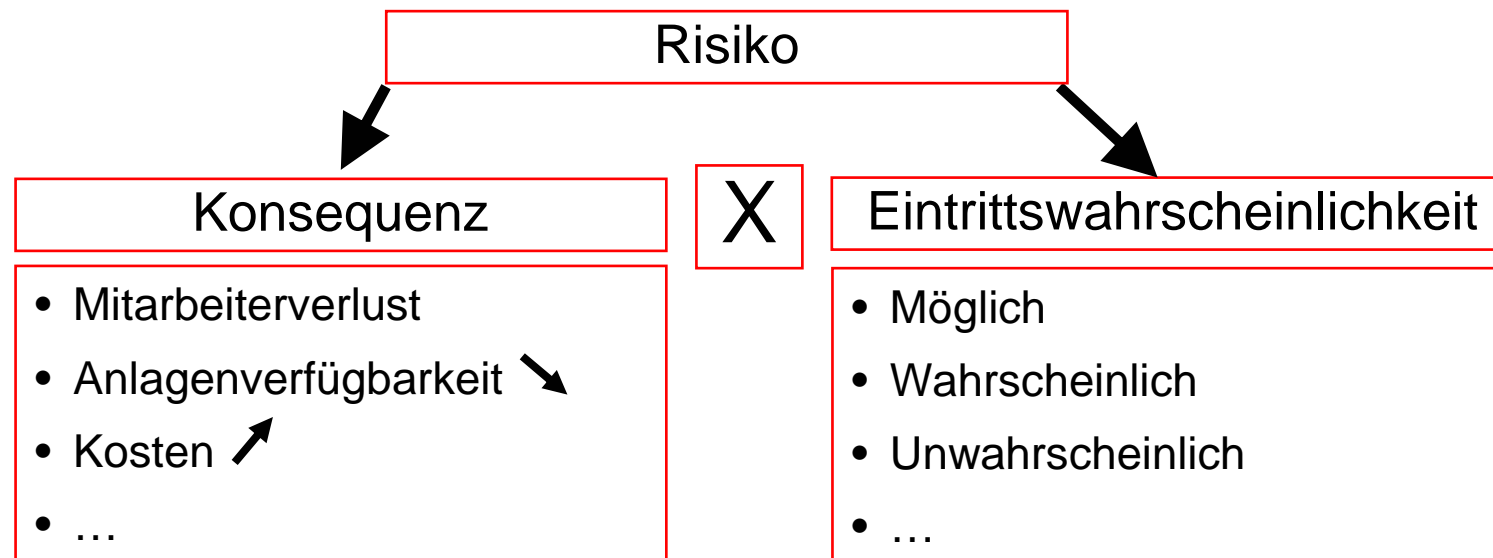 Risiko
Konsequenz
X
Eintrittswahrscheinlichkeit
• Mitarbeiterverlust
• Anlagenverfügbarkeit
• Kosten
• …
• Möglich
• Wahrscheinlich
• Unwahrscheinlich
• …